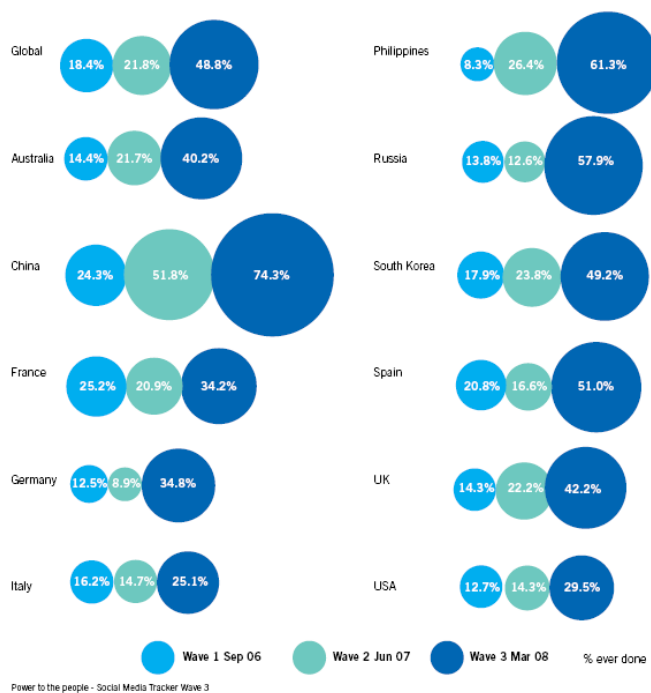 Global 18.4% 21.8% 48.8%
Australia 14.4% 21.7% 40.2%
China 24.3% 51.8% 74.3%
France 25.2% 20.9% 34.2%
Germany 12.5% 8.9% 34.8%
Italy 16.2% 14.7% 25.1%
Philippines 8.3% 26.4% 61.3%
Russia 13.8% 12.6% 57.9%
South Korea 17.9% 23.8% 49.2%
Spain 20.8% 16.6% 51.0%
UK 14.3% 22.2% 42.2%
USA 12.7% 14.3% 29.5%
Wave 1 Sep 06 Wave 2 Jun 07 Wave 3 Mar 08 % ever done
Power to the people - Social Media Tracker Wave 3